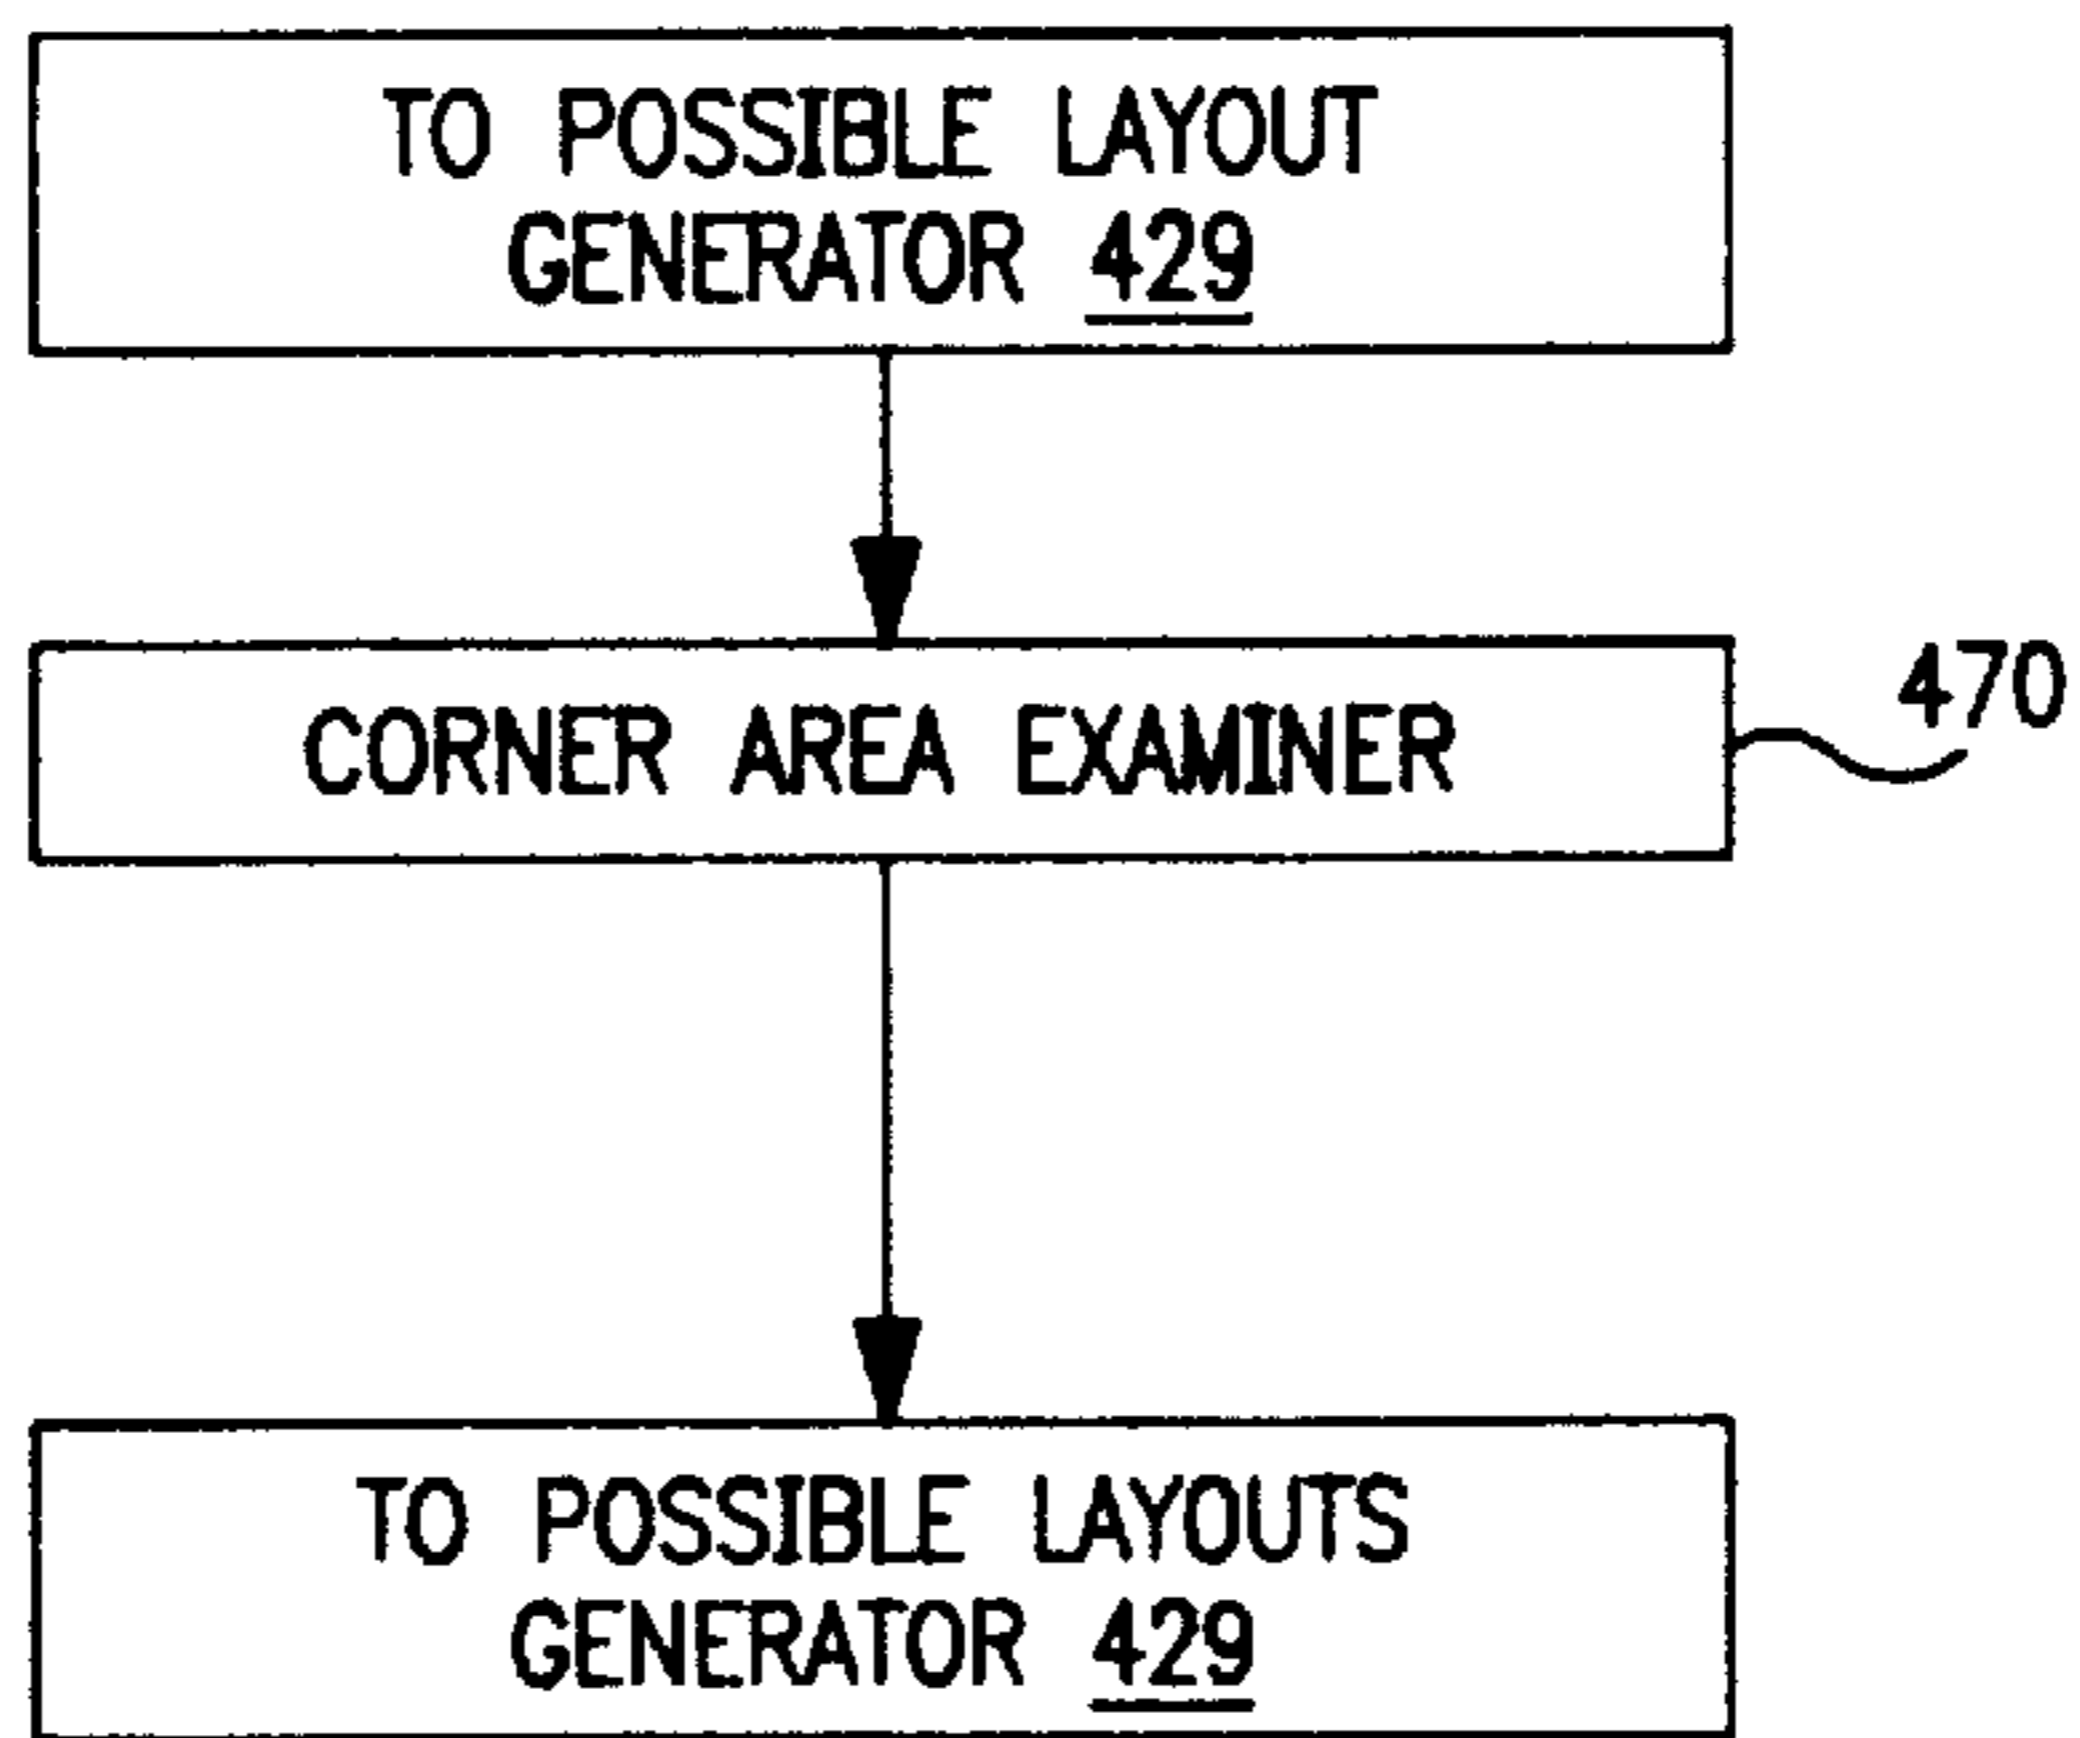 TO POSSIBLE LAYOUT
GENERATOR 429
CORNER AREA EXAMINER
470
TO POSSIBLE LAYOUTS
GENERATOR 429